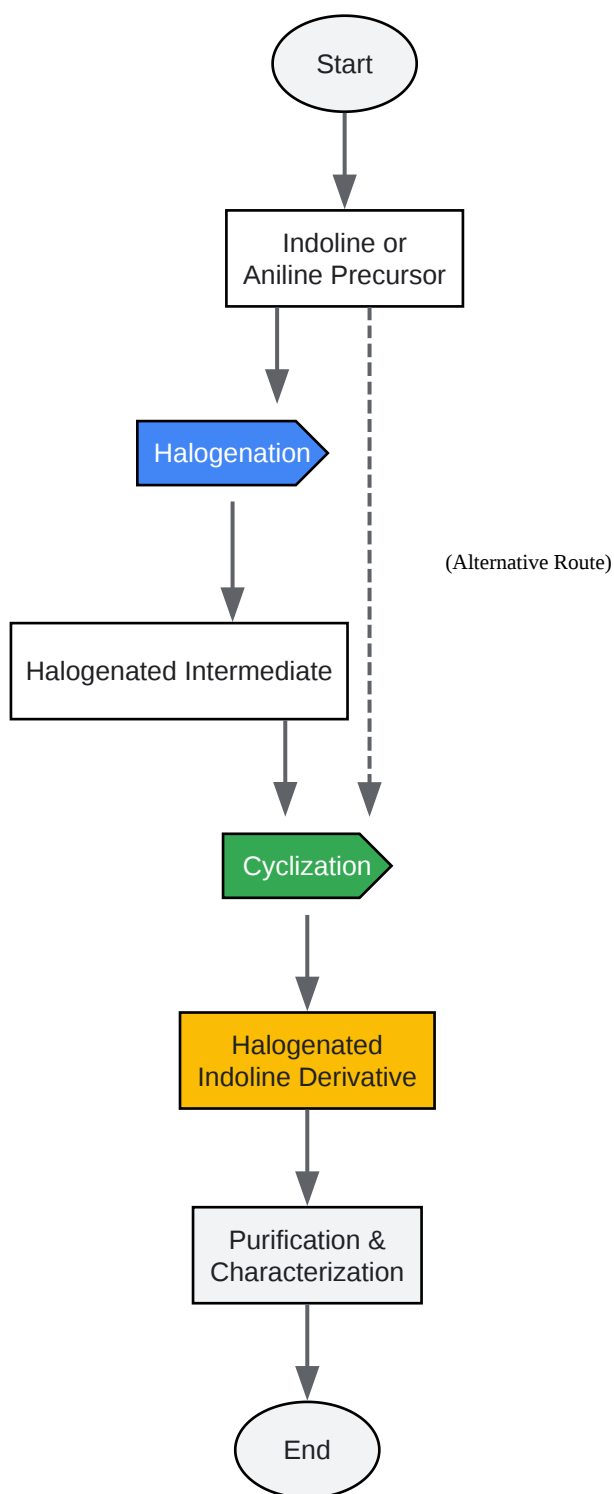 Start
Indoline or
Aniline Precursor
Halogenation
(Alternative Route)
Halogenated Intermediate
Cyclization
Halogenated
Indoline Derivative
Purification &
Characterization
End